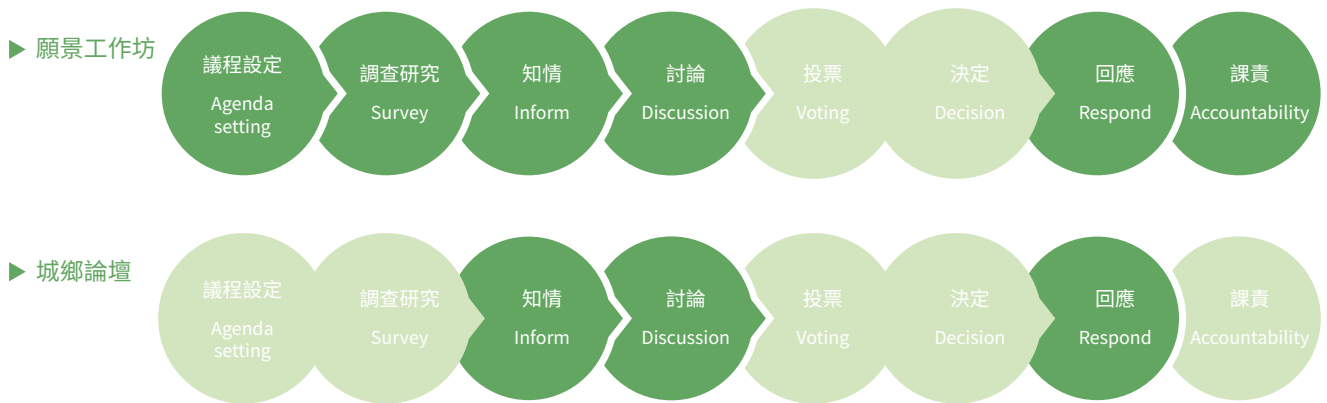 願景工作坊
議程設定
Agenda
setting
調查研究
Survey
知情
Inform
討論
Discussion
投票
Voting
決定
Decision
回應
Respond
課責
Accountability
城鄉論壇
議程設定
Agenda
setting
調查研究
Survey
知情
Inform
討論
Discussion
投票
Voting
決定
Decision
回應
Respond
課責
Accountability